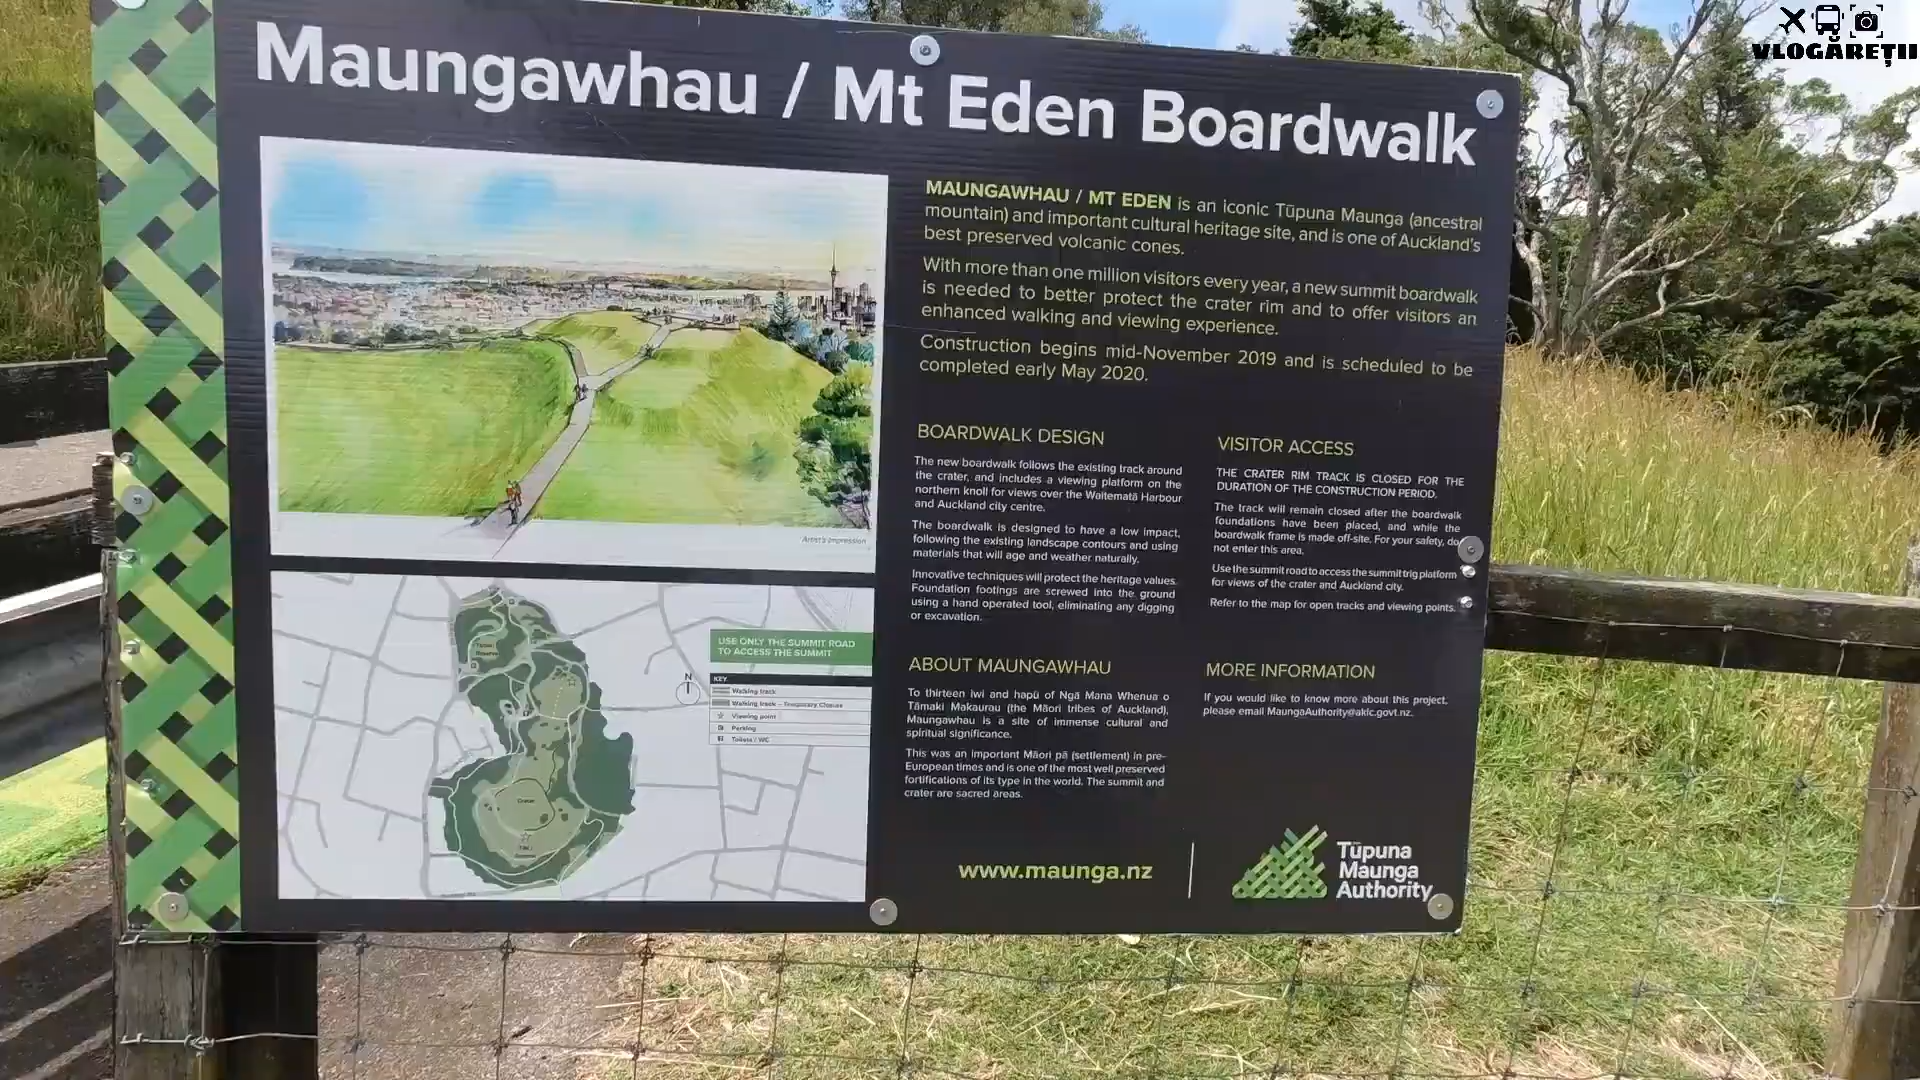 VLOGĂREȚII
Maungawhau / Mt Eden Boardwalk
MAUNGAWHAU / MT EDEN is an iconic Tūpuna Maunga (ancestral
mountain) and important cultural heritage site, and is one of Auckland's
best preserved volcanic cones.
With more than one million visitors every year, a new summit boardwalk
is needed to better protect the crater rim and to offer visitors an
enhanced walking and viewing experience.
Construction begins mid-November 2019 and is scheduled to be
completed early May 2020.
Artist's impression
BOARDWALK DESIGN
The new boardwalk follows the existing track around
the crater, and includes a viewing platform on the
northern knoll for views over the Waitematā Harbour
and Auckland city centre.
The boardwalk is designed to have a low impact,
following the existing landscape contours and using
materials that will age and weather naturally.
Innovative techniques will protect the heritage values.
Foundation footings are screwed into the ground
using a hand operated tool, eliminating any digging
or excavation.
VISITOR ACCESS
THE CRATER RIM TRACK IS CLOSED FOR THE
DURATION OF THE CONSTRUCTION PERIOD.
The track will remain closed after the boardwalk
foundations have been placed, and while the
boardwalk frame is made off-site. For your safety, do
not enter this area.
Use the summit road to access the summit trig platform
for views of the crater and Auckland city.
Refer to the map for open tracks and viewing points.
ABOUT MAUNGAWHAU
To thirteen iwi and hapū of Ngā Mana Whenua o
Tāmaki Makaurau (the Māori tribes of Auckland),
Maungawhau is a site of immense cultural and
spiritual significance.
This was an important Māori pā (settlement) in pre-
European times and is one of the most well preserved
fortifications of its type in the world. The summit and
crater are sacred areas.
MORE INFORMATION
If you would like to know more about this project,
please email MaungaAuthority@aklc.govt.nz.
USE ONLY THE SUMMIT ROAD
TO ACCESS THE SUMMIT
N
KEY
Walking track
Walking track – Temporary Closure
Viewing point
Parking
Toilets / WC
Crater
www.maunga.nz
Tūpuna
Maunga
Authority